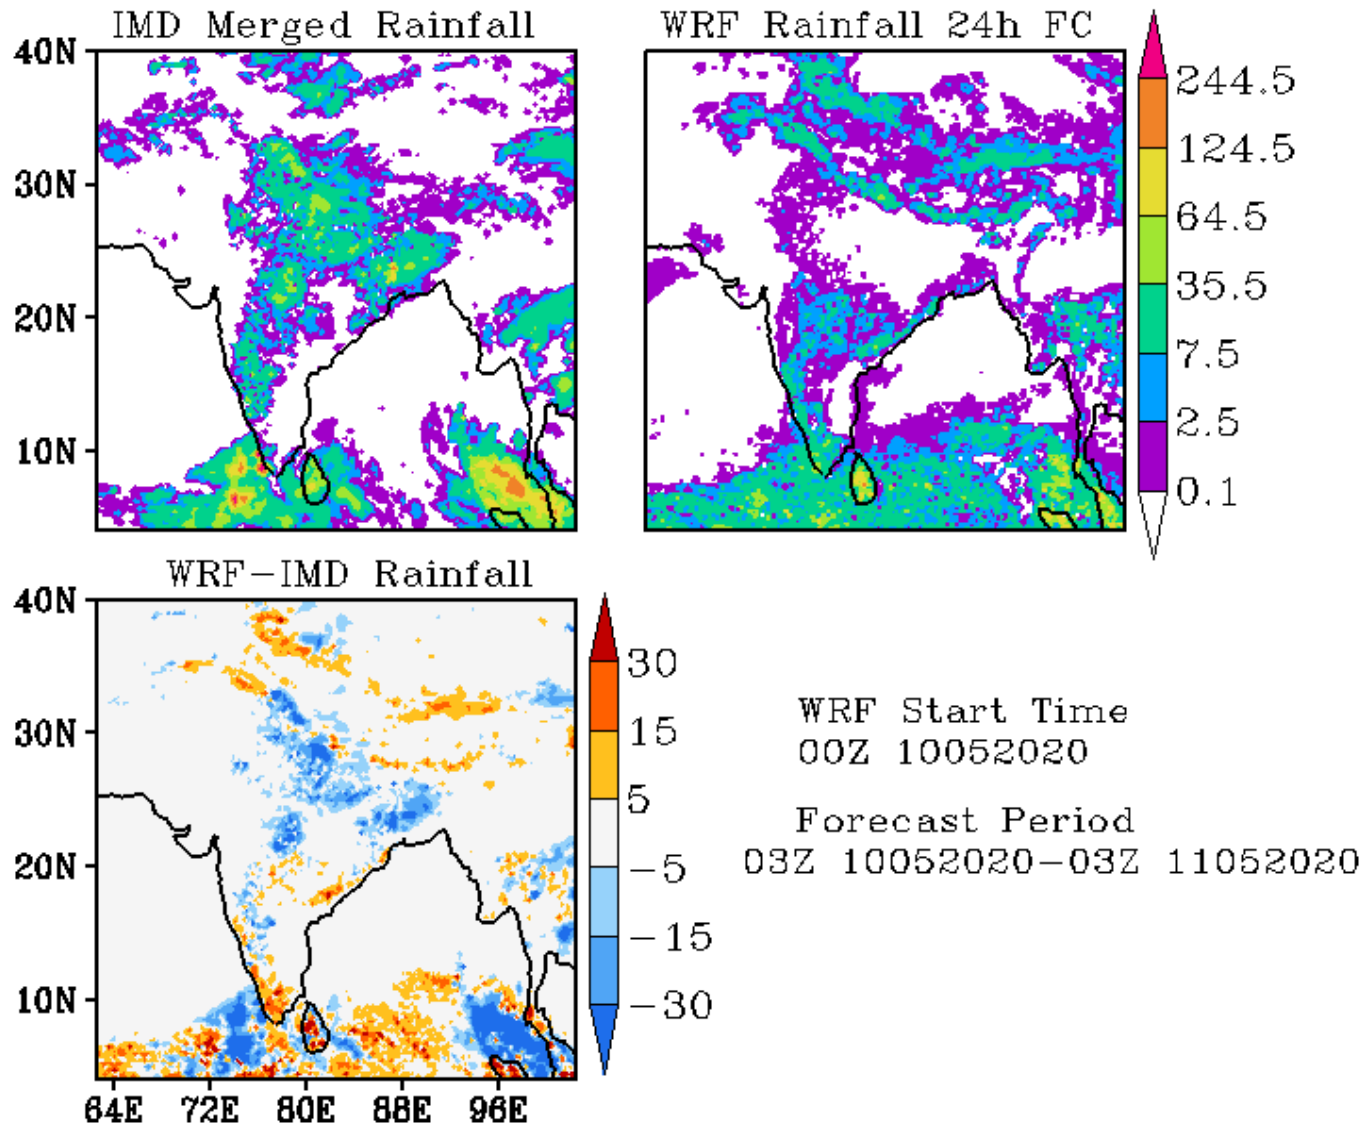 IMD Merged Rainfall
WRF Rainfall 24h FC
40N
30N
20N
10N
244.5
124.5
64.5
35.5
7.5
2.5
0.1
WRF-IMD Rainfall
40N
30N
20N
10N
64E 72E 80E 88E 96E
30
15
5
-5
-15
-30
WRF Start Time
00Z 10052020
Forecast Period
03Z 10052020-03Z 11052020